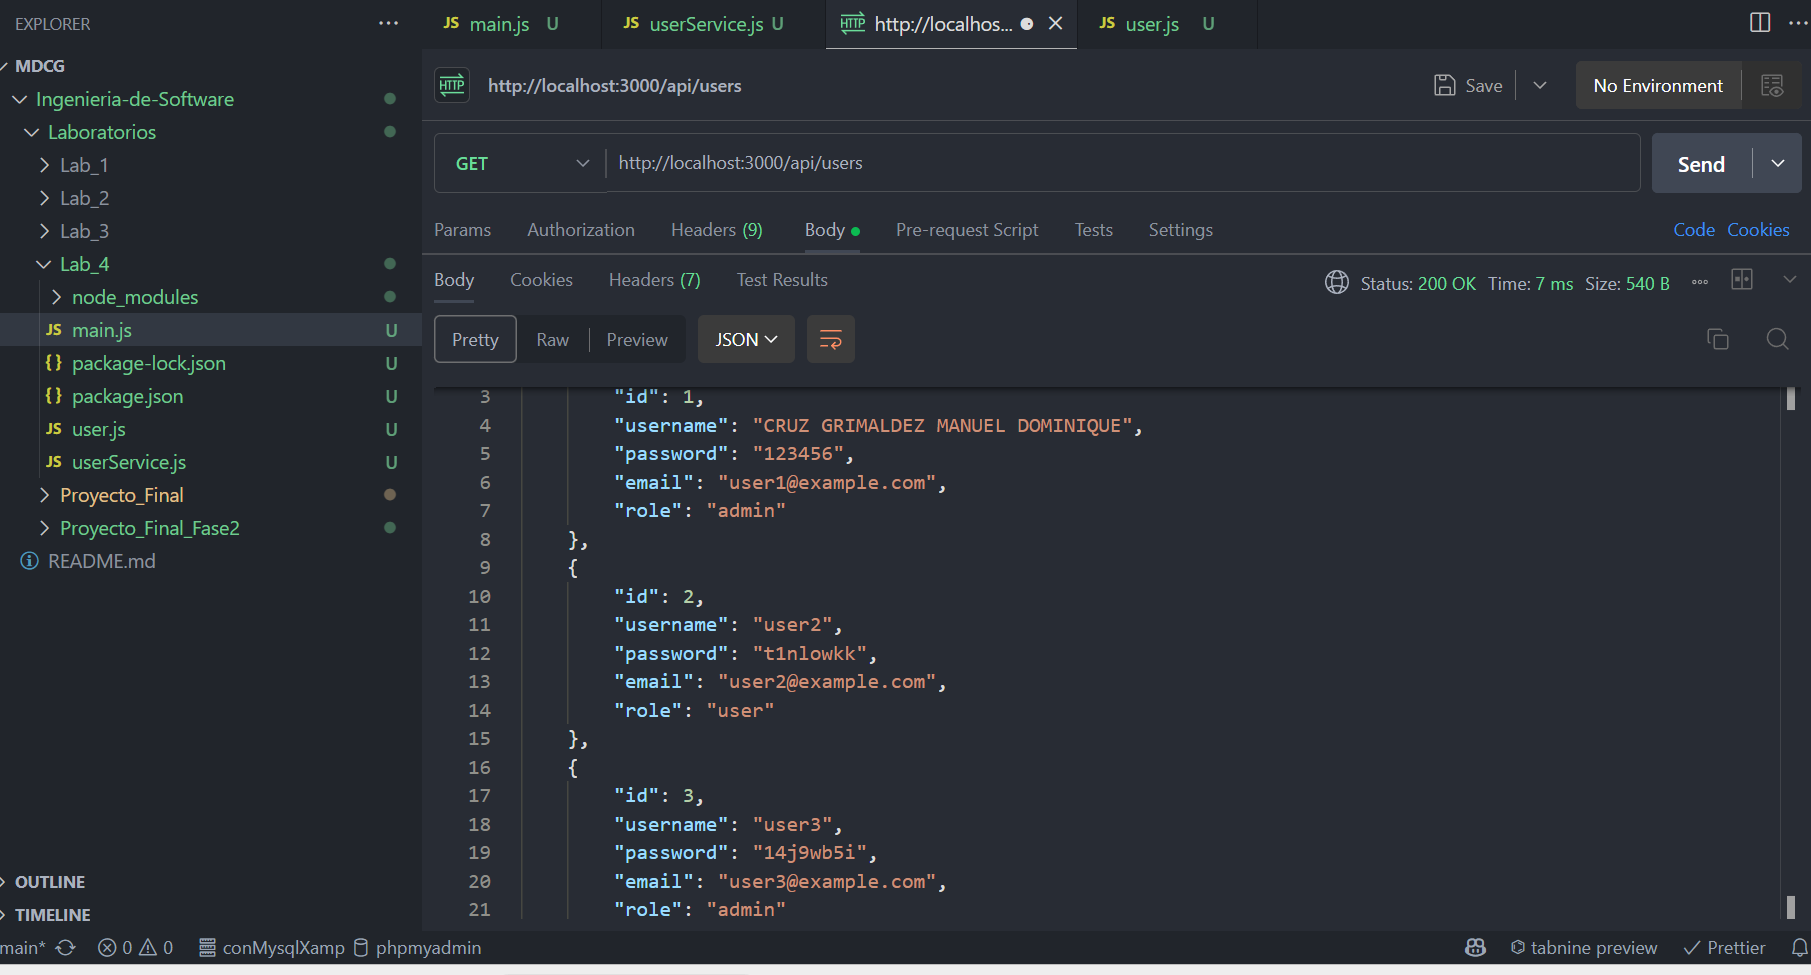 EXPLORER ...
MDCG
Ingenieria-de-Software
Laboratorios
Lab_1
Lab_2
Lab_3
Lab_4
node_modules
JS main.js U
{} package-lock.json U
{} package.json U
JS user.js U
JS userService.js U
Proyecto_Final
Proyecto_Final_Fase2
README.md
OUTLINE
TIMELINE
JS main.js U
JS userService.js U
HTTP http://localhos...
JS user.js U
HTTP http://localhost:3000/api/users
Save
No Environment
GET http://localhost:3000/api/users
Send
Params Authorization Headers (9) Body Pre-request Script Tests Settings Code Cookies
Body Cookies Headers (7) Test Results Status: 200 OK Time: 7 ms Size: 540 B
Pretty Raw Preview JSON
3 "id": 1,
4 "username": "CRUZ GRIMALDEZ MANUEL DOMINIQUE",
5 "password": "123456",
6 "email": "user1@example.com",
7 "role": "admin"
8 },
9 {
10 "id": 2,
11 "username": "user2",
12 "password": "t1nlowkk",
13 "email": "user2@example.com",
14 "role": "user"
15 },
16 {
17 "id": 3,
18 "username": "user3",
19 "password": "14j9wb5i",
20 "email": "user3@example.com",
21 "role": "admin"
main* 0 0 conMysqlXamp phpmyadmin tabnine preview Prettier